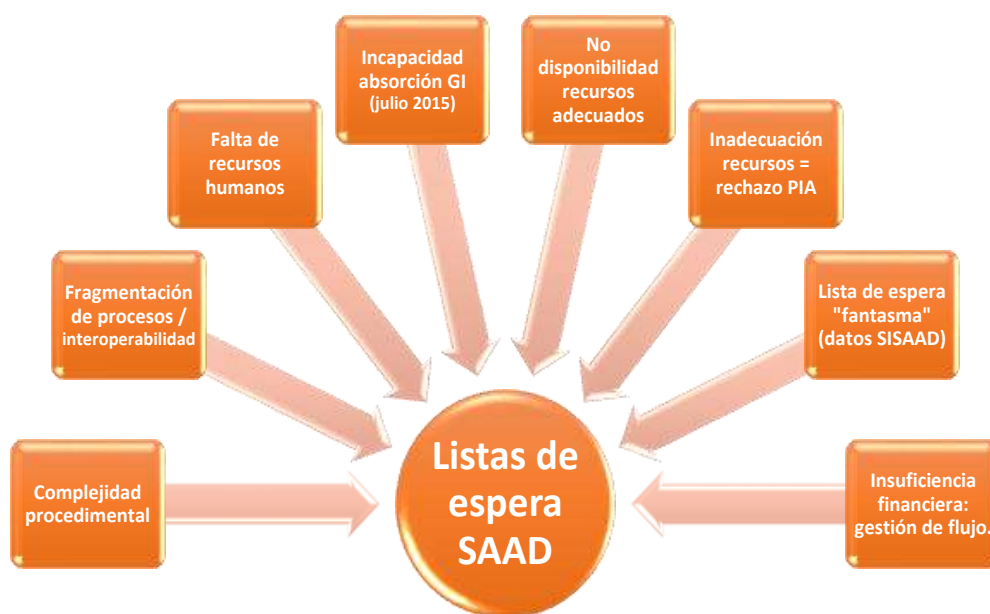 Incapacidad
absorción GI
(julio 2015)
No
disponibilidad
recursos
adecuados
Falta de
recursos
humanos
Inadecuación
recursos =
rechazo PIA
Fragmentación
de procesos /
interoperabilidad
Lista de espera
"fantasma"
(datos SISAAD)
Complejidad
procedimental
Listas de
espera
SAAD
Insuficiencia
financiera:
gestión de flujo.